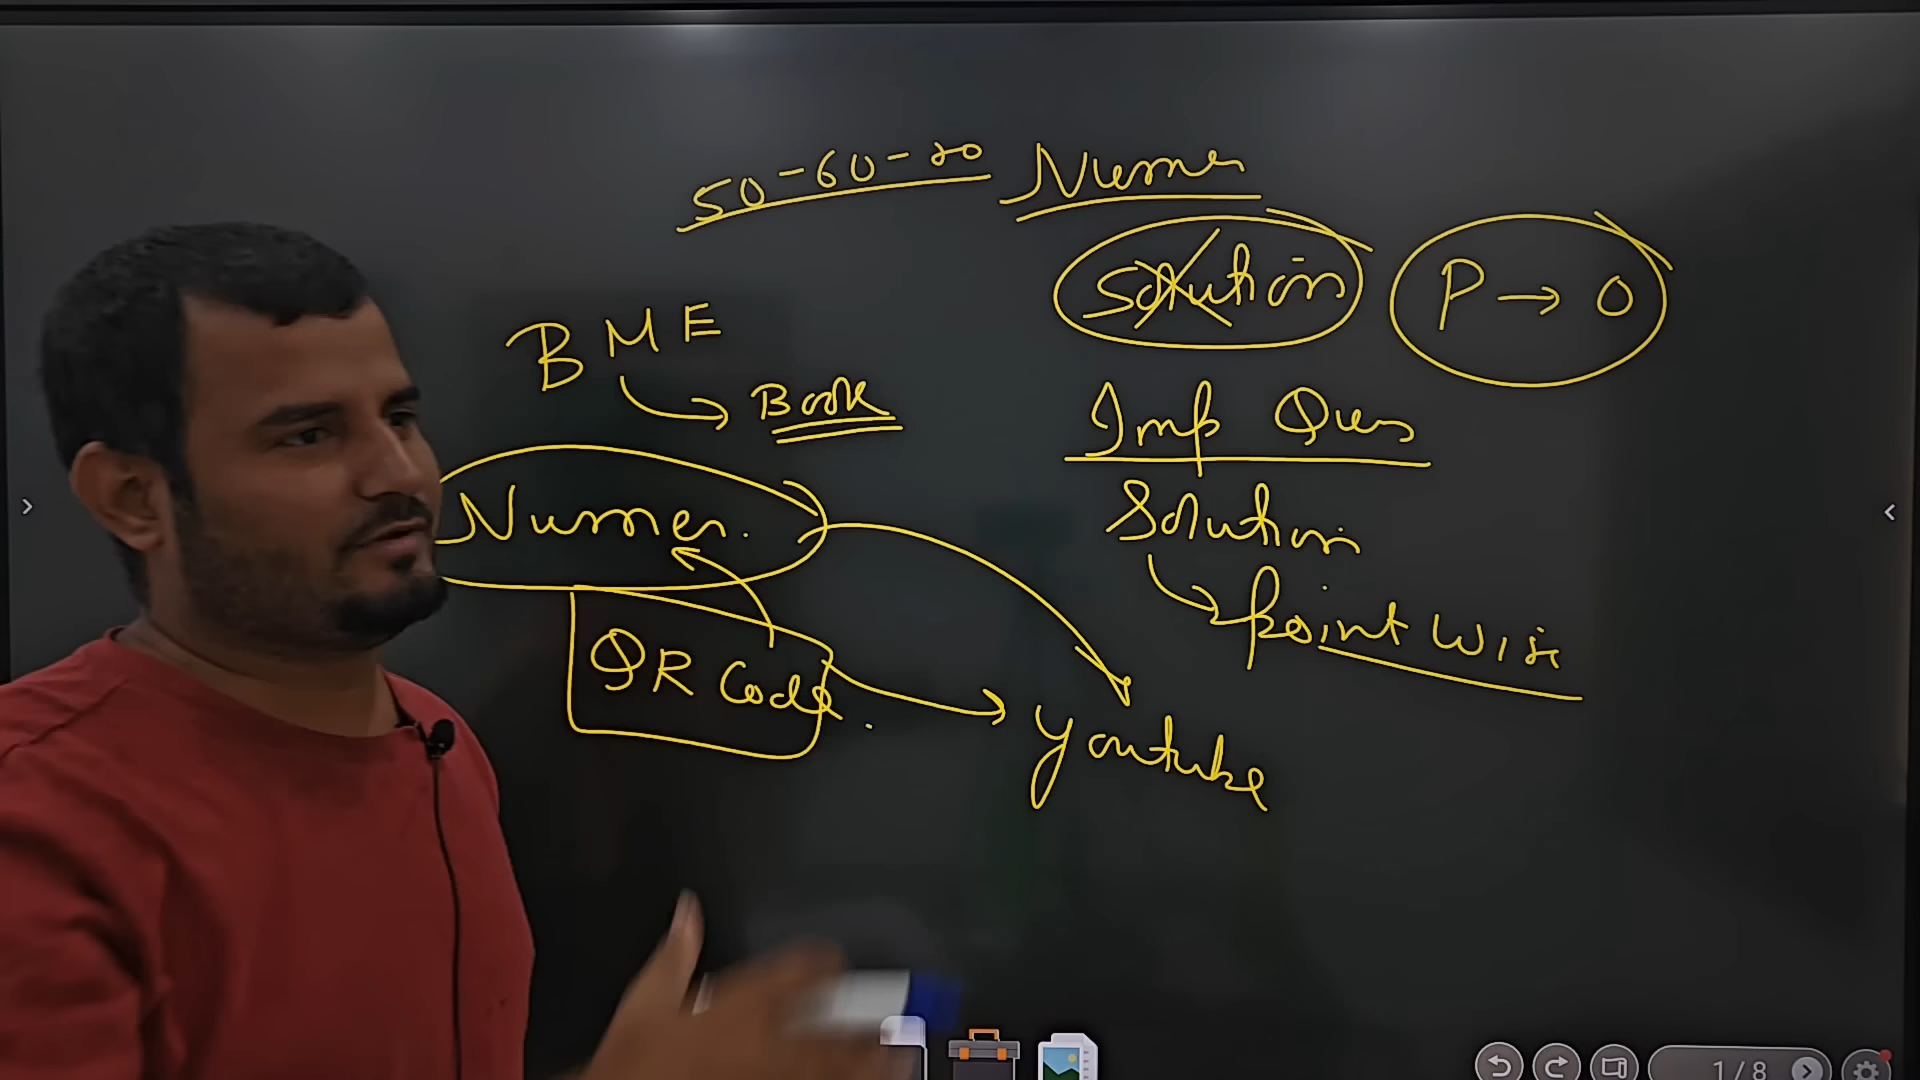 50-60-70 Numer
Solution P → O
BME
→ Book
Imp Ques
Numer.
Solution
→ Point Wise
QR Code. → Youtube
1/8